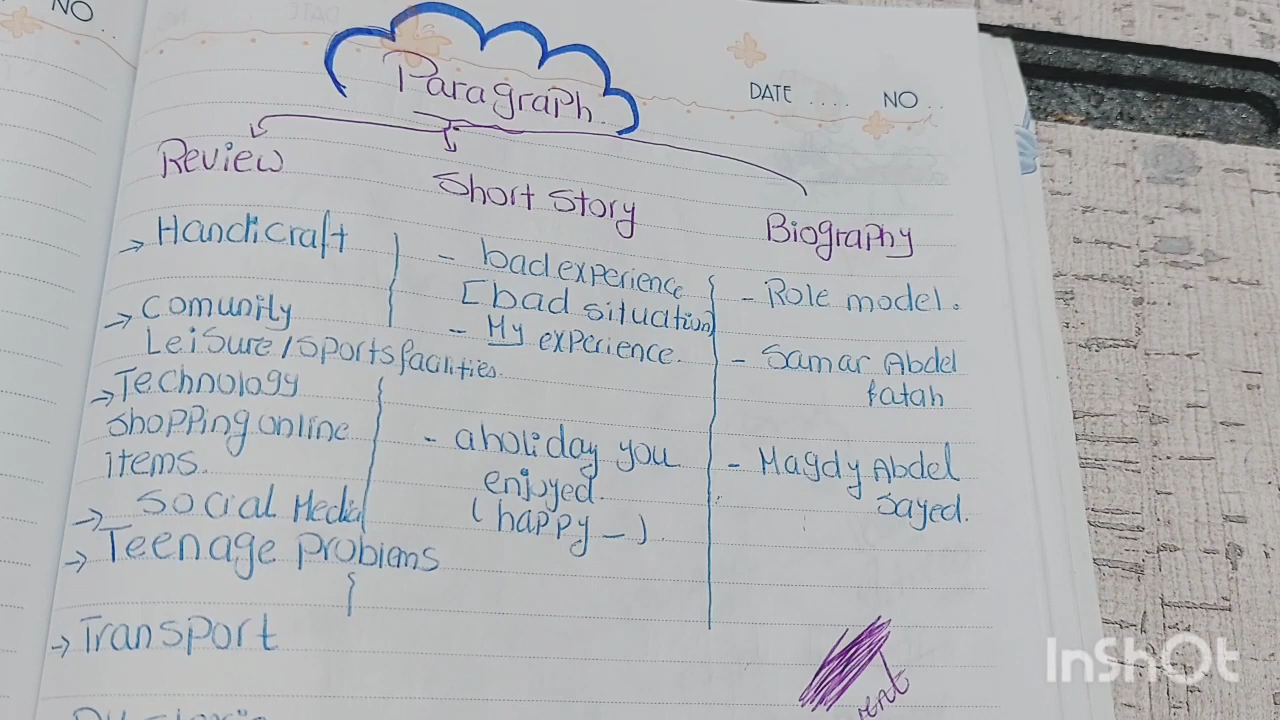 NO ..
DATE .... NO ..
Paragraph.
Review
Short Story
Biography
→ Handicraft
→ Comunity
Leisure / sports facilities.
→ Technology
shopping online
items.
→ Social Media
→ Teenage problems
→ Transport
- bad experience
[bad situation]
- My experience.
- a holiday you
enjoyed.
(happy _)
- Role model.
- Samar Abdel
fatah
- Magdy Abdel
Sayed.
InShOt